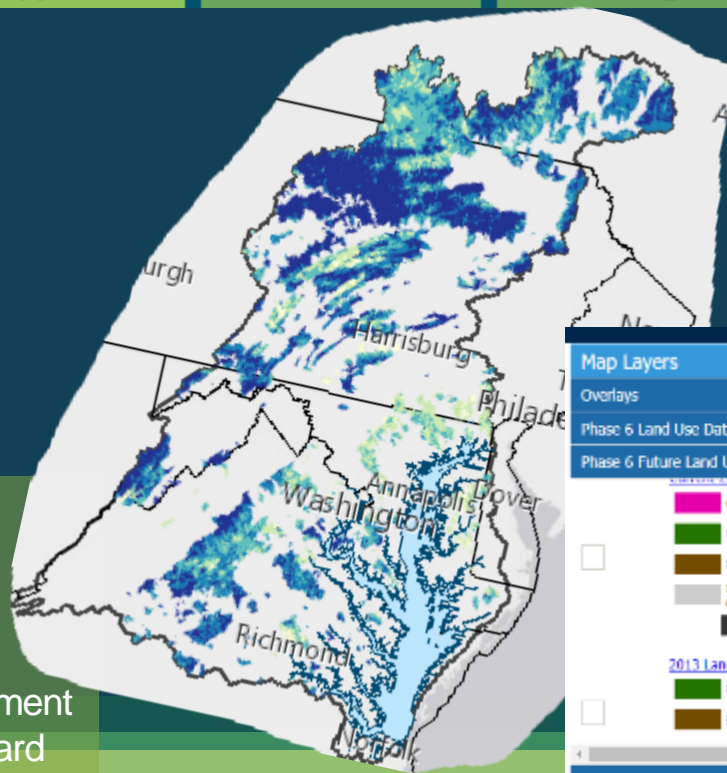 urgh
Harrisburg
Philade
Annapolis
Dover
Washington
Richmond
Norfolk
ment
ard
Map Layers
Overlays
Phase 6 Land Use Dat
Phase 6 Future Land U
2013 Lan